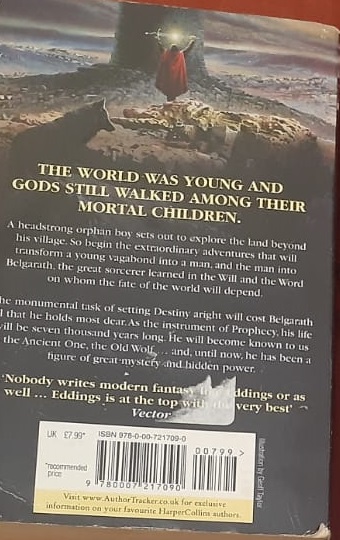 THE WORLD WAS YOUNG AND
GODS STILL WALKED AMONG THEIR
MORTAL CHILDREN.
A headstrong orphan boy sets out to explore the land beyond
his village. So begin the extraordinary adventures that will
transform a young vagabond into a man, and the man into
Belgarath, the great sorcerer learned in the Will and the Word
on whom the fate of the world will depend.
he monumental task of setting Destiny aright will cost Belgarath
l that he holds most dear. As the instrument of Prophecy, his life
will be seven thousand years long. He will become known to us
the Ancient One, the Old Wolf... and, until now, he has been a
figure of great mystery and hidden power.
'Nobody writes modern fantasy Eddings or as
well ... Eddings is at the top with very best'
Vector
UK £7.99*
ISBN 978-0-00-721709-0
00799 >
*recommended
price
9 780007 217090
Illustration by Geoff Taylor
Visit www.AuthorTracker.co.uk for exclusive
information on your favourite HarperCollins authors.